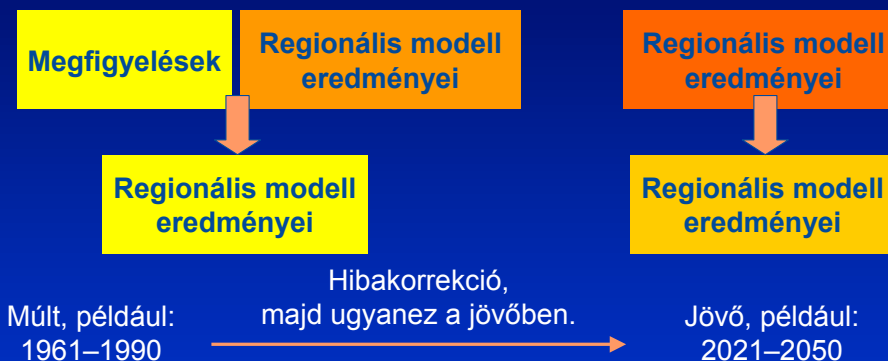 Megfigyelések
Regionális modell
eredményei
Regionális modell
eredményei
Regionális modell
eredményei
Regionális modell
eredményei
Múlt, például:
1961–1990
Hibakorrekció,
majd ugyanez a jövőben.
Jövő, például:
2021–2050